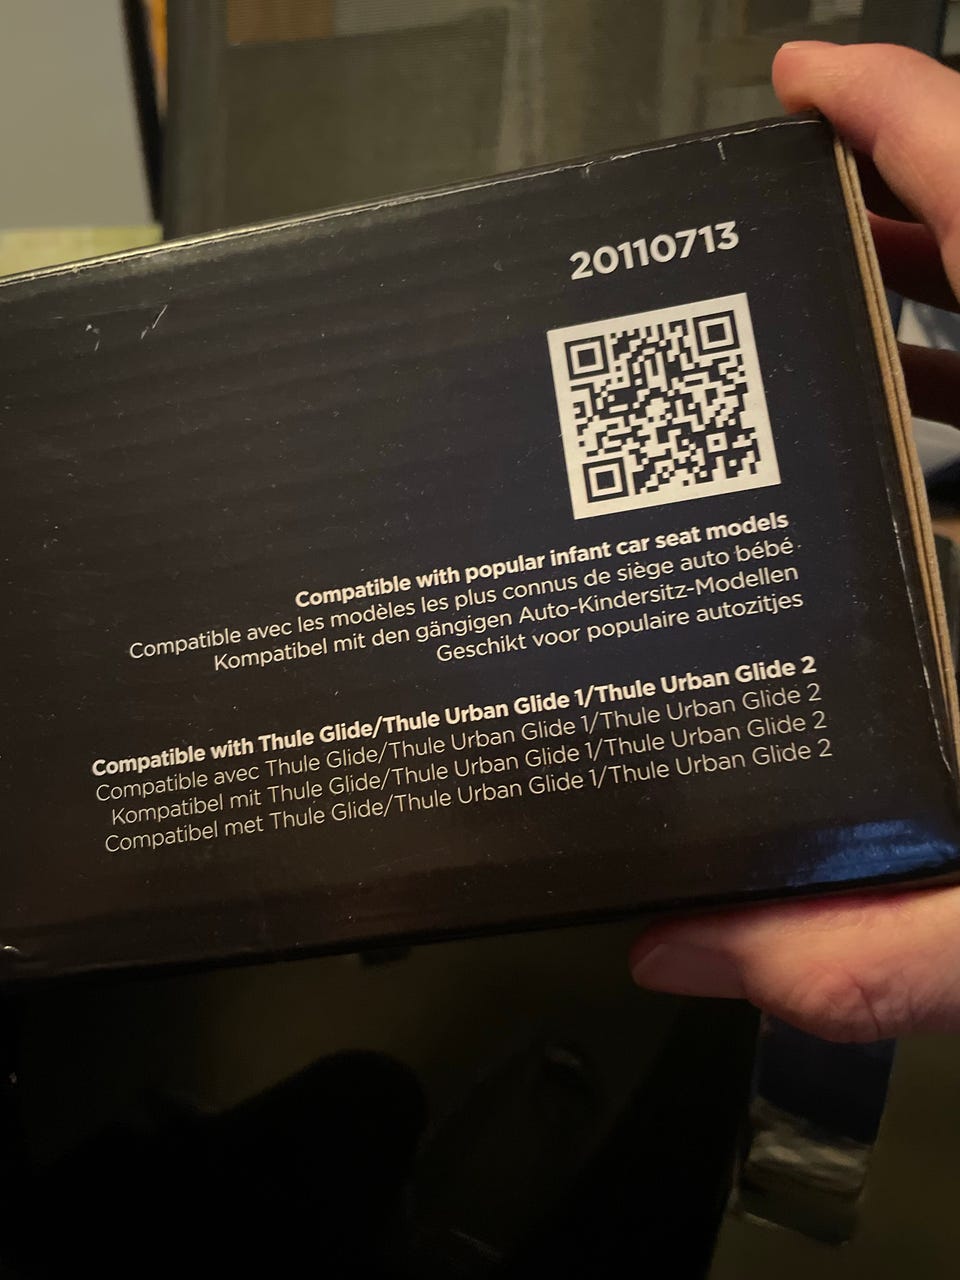 20110713
Compatible with popular infant car seat models
Compatible avec les modèles les plus connus de siège auto bébé
Kompatibel mit den gängigen Auto-Kindersitz-Modellen
Geschikt voor populaire autozitjes
Compatible with Thule Glide/Thule Urban Glide 1/Thule Urban Glide 2
Compatible avec Thule Glide/Thule Urban Glide 1/Thule Urban Glide 2
Kompatibel mit Thule Glide/Thule Urban Glide 1/Thule Urban Glide 2
Compatibel met Thule Glide/Thule Urban Glide 1/Thule Urban Glide 2